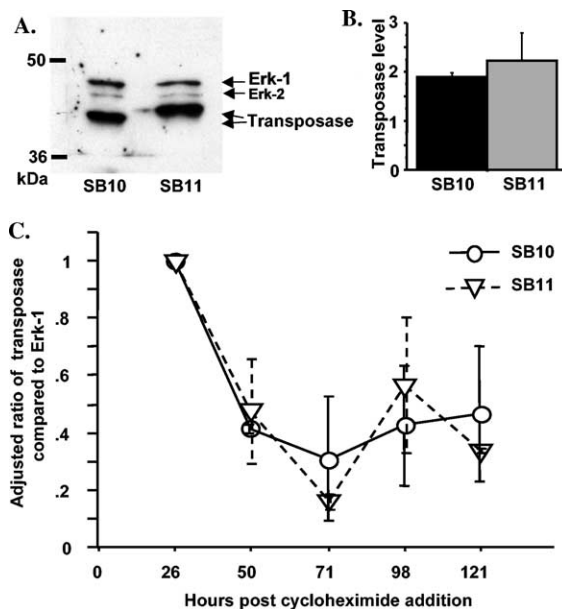 A.
50
36
kDa
Erk-1
Erk-2
Transposase
SB10 SB11
B.
Transposase level
3
2
1
0
SB10 SB11
C.
Adjusted ratio of transposase
compared to Erk-1
1
.8
.6
.4
.2
0
SB10
SB11
0 26 50 71 98 121
Hours post cycloheximide addition